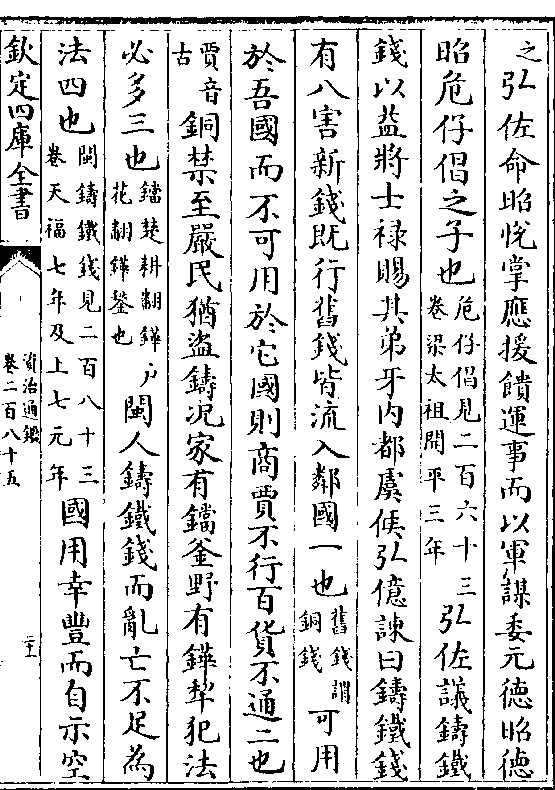 之弘佐命昭悅掌應援饋運事而以軍謀委元德昭德
昭危仔倡之子也危仔倡見二百六十三卷梁太祖開平三年弘佐議鑄鐵
錢以益將士祿賜其弟牙内都虞候弘億諫曰鑄鐵錢
有八害新錢既行舊錢皆流入鄰國一也舊錢謂銅錢可用
於吾國而不可用於它國則商賈不行百貨不通二也
賈音古銅禁至嚴民猶盜鑄况家有鐺釜野有鏵犂犯法
必多三也鐺楚耕翻鏵户花翻鏵鍫也閩人鑄鐵錢而亂亡不足為
法四也閩鑄鐵錢見二百八十三卷天福七年及上七元年國用幸豐而自示空
欽定四庫全書
資治通鑑
卷二百八十五
二十一